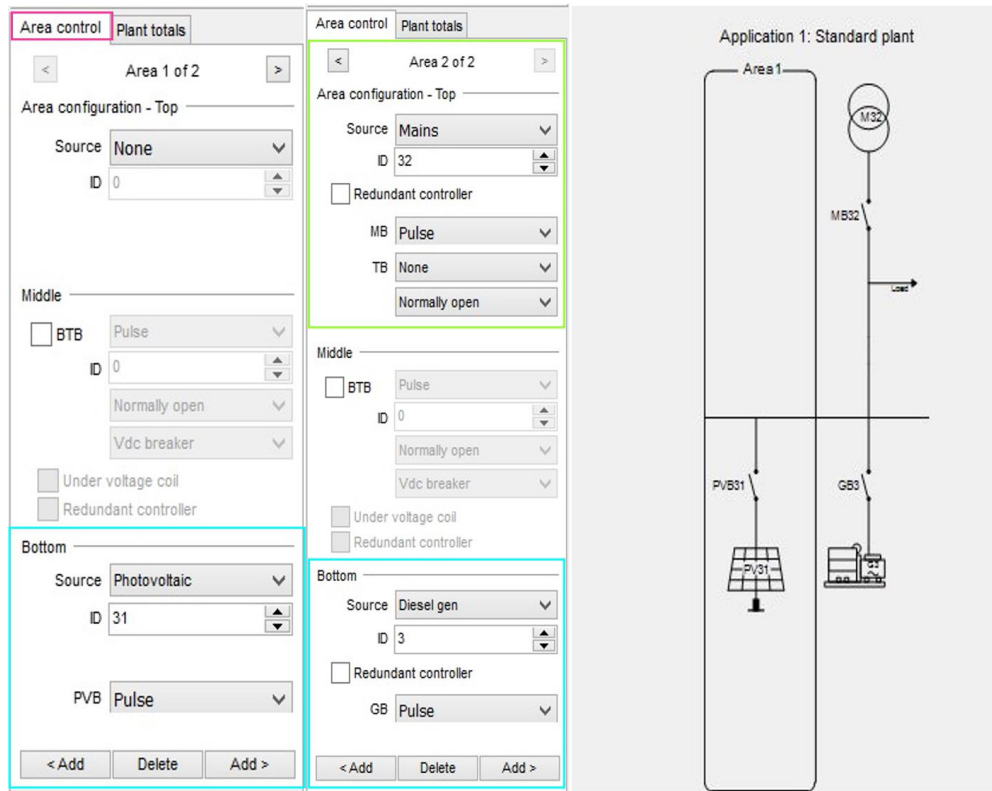 Area control Plant totals
< Area 1 of 2 >
Area configuration - Top
Source None
ID 0
Middle
BTB Pulse
ID 0
Normally open
Vdc breaker
Under voltage coil
Redundant controller
Bottom
Source Photovoltaic
ID 31
PVB Pulse
< Add Delete Add >
Area control Plant totals
< Area 2 of 2 >
Area configuration - Top
Source Mains
ID 32
Redundant controller
MB Pulse
TB None
Normally open
Middle
BTB Pulse
ID 0
Normally open
Vdc breaker
Under voltage coil
Redundant controller
Bottom
Source Diesel gen
ID 3
Redundant controller
GB Pulse
< Add Delete Add >
Application 1: Standard plant
Area1
M32
MB32
Load
PVB31
GB3
PV31